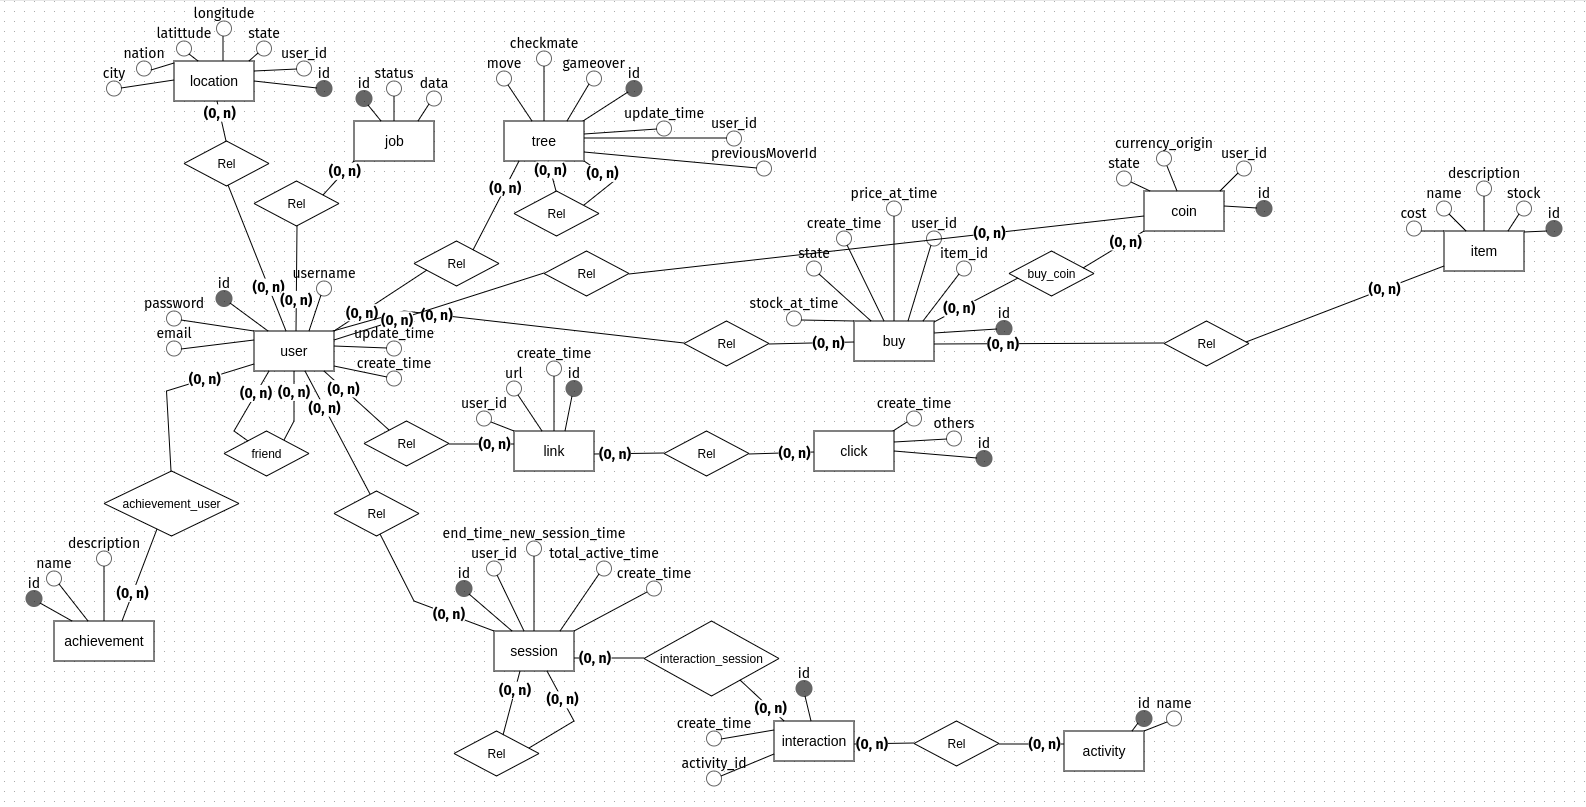 longitude
latittude
state
nation
user_id
city
id
location
(0, n)
Rel
id
status
data
job
(0, n)
Rel
checkmate
move
gameover
id
update_time
user_id
previousMoverId
tree
(0, n)
(0, n)
(0, n)
Rel
Rel
Rel
currency_origin
state
user_id
id
coin
(0, n)
(0, n)
buy_coin
(0, n)
price_at_time
create_time
user_id
state
item_id
stock_at_time
id
buy
(0, n)
(0, n)
Rel
Rel
description
name
stock
cost
id
item
(0, n)
(0, n)
(0, n)
username
id
password
email
update_time
create_time
user
(0, n)
(0, n)
(0, n)
(0, n)
(0, n)
(0, n)
(0, n)
(0, n)
friend
achievement_user
(0, n)
description
name
id
achievement
create_time
url
id
user_id
link
Rel
(0, n)
(0, n)
Rel
(0, n)
create_time
others
id
click
Rel
(0, n)
end_time_new_session_time
user_id
total_active_time
id
create_time
session
(0, n)
(0, n)
(0, n)
Rel
interaction_session
(0, n)
id
create_time
activity_id
interaction
(0, n)
Rel
(0, n)
id
name
activity